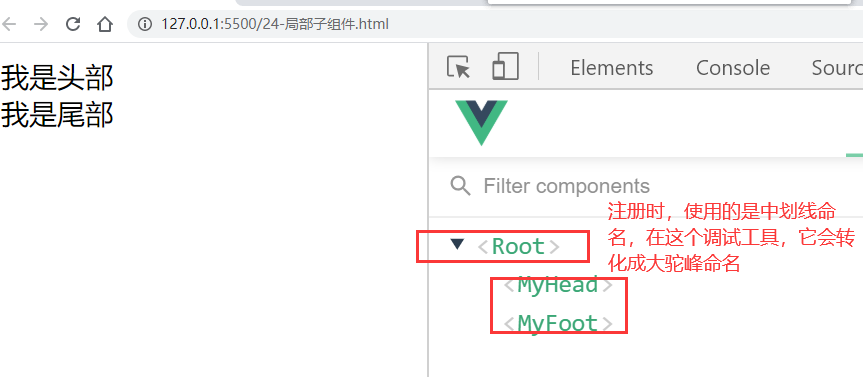 127.0.0.1:5500/24-局部子组件.html
我是头部
我是尾部
Elements Console Sourc
Filter components
注册时，使用的是中划线命
名，在这个调试工具，它会转
化成大驼峰命名
<Root>
<MyHead>
<MyFoot>